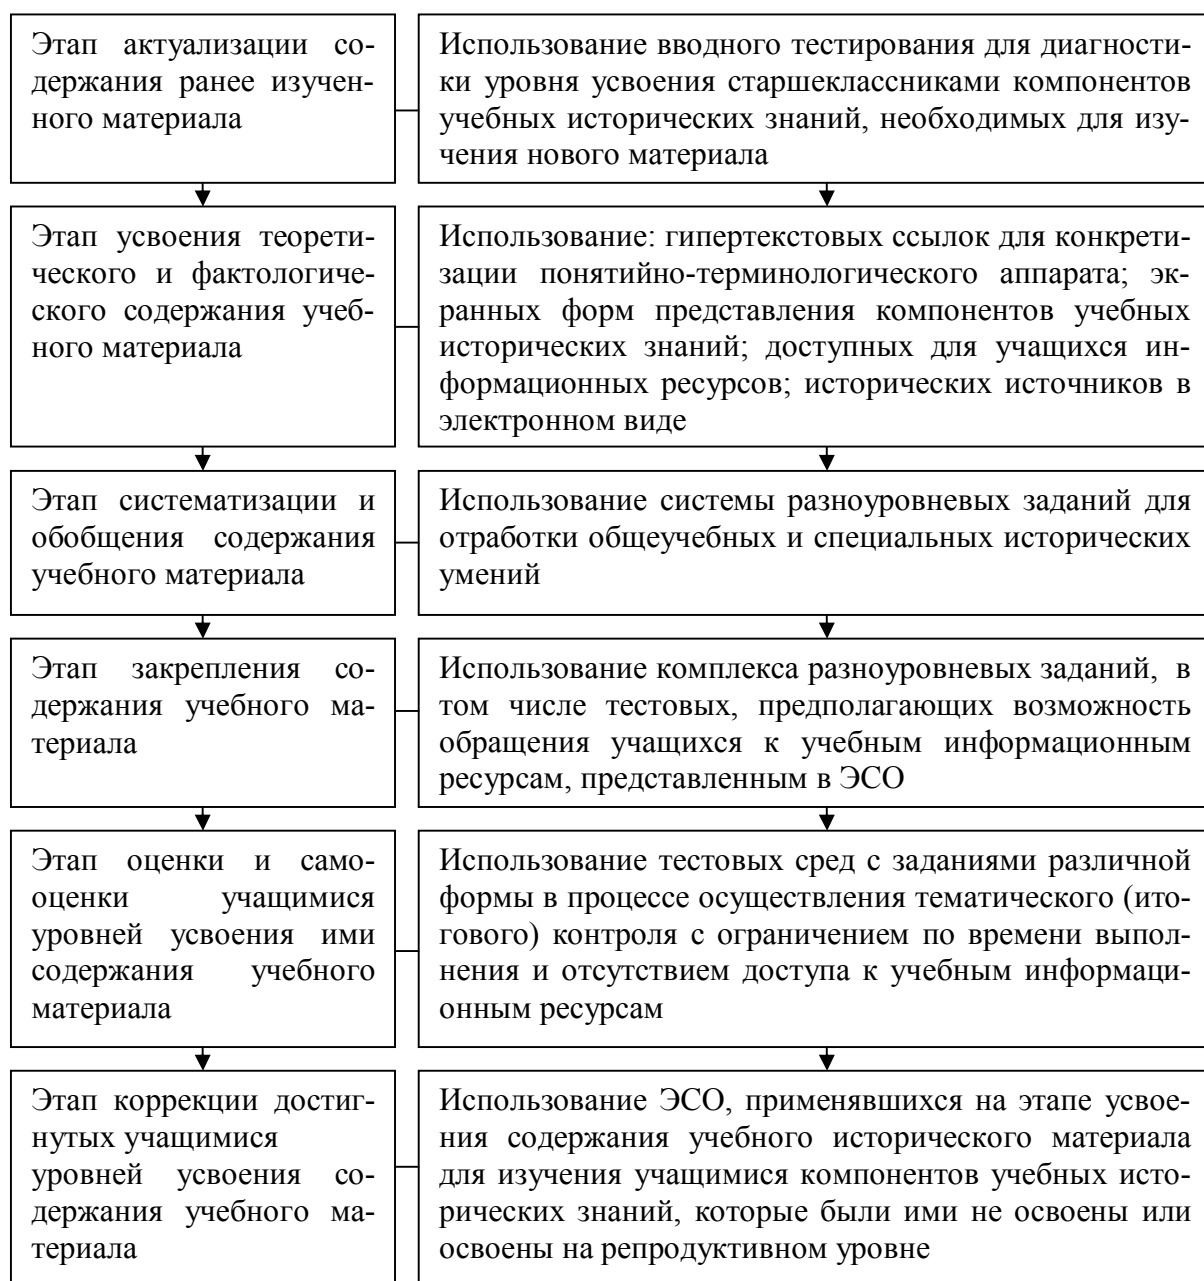 Этап актуализации со-
держания ранее изучен-
ного материала
Использование вводного тестирования для диагности-
ки уровня усвоения старшеклассниками компонентов
учебных исторических знаний, необходимых для изу-
чения нового материала
Этап усвоения теорети-
ческого и фактологиче-
ского содержания учеб-
ного материала
Использование: гипертекстовых ссылок для конкрети-
зации понятийно-терминологического аппарата; эк-
ранных форм представления компонентов учебных
исторических знаний; доступных для учащихся ин-
формационных ресурсов; исторических источников в
электронном виде
Этап систематизации и
обобщения содержания
учебного материала
Использование системы разноуровневых заданий для
отработки общеучебных и специальных исторических
умений
Этап закрепления со-
держания учебного ма-
териала
Использование комплекса разноуровневых заданий, в
том числе тестовых, предполагающих возможность
обращения учащихся к учебным информационным
ресурсам, представленным в ЭСО
Этап оценки и само-
оценки учащимися
уровней усвоения ими
содержания учебного
материала
Использование тестовых сред с заданиями различной
формы в процессе осуществления тематического (ито-
гового) контроля с ограничением по времени выпол-
нения и отсутствием доступа к учебным информаци-
онным ресурсам
Этап коррекции достиг-
нутых учащимися
уровней усвоения со-
держания учебного ма-
териала
Использование ЭСО, применявшихся на этапе усвое-
ния содержания учебного исторического материала
для изучения учащимися компонентов учебных исто-
рических знаний, которые были ими не освоены или
освоены на репродуктивном уровне